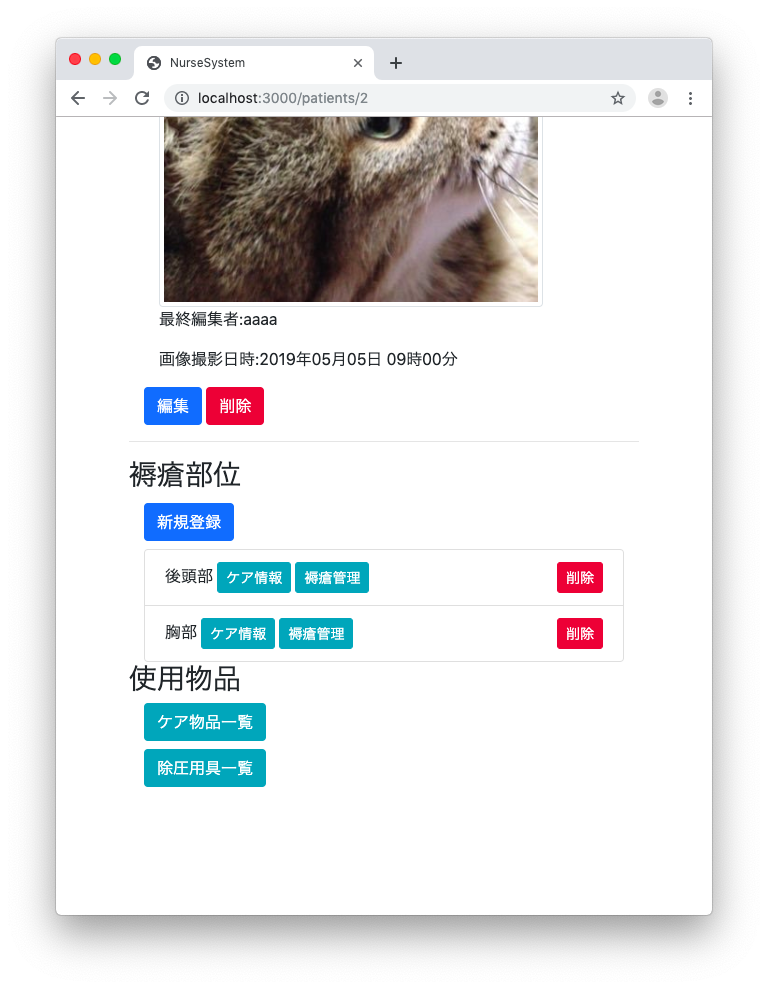 NurseSystem
localhost:3000/patients/2
最終編集者:aaaa
画像撮影日時:2019年05月05日 09時00分
編集 削除
褥瘡部位
新規登録
後頭部 ケア情報 褥瘡管理 削除
胸部 ケア情報 褥瘡管理 削除
使用物品
ケア物品一覧
除圧用具一覧